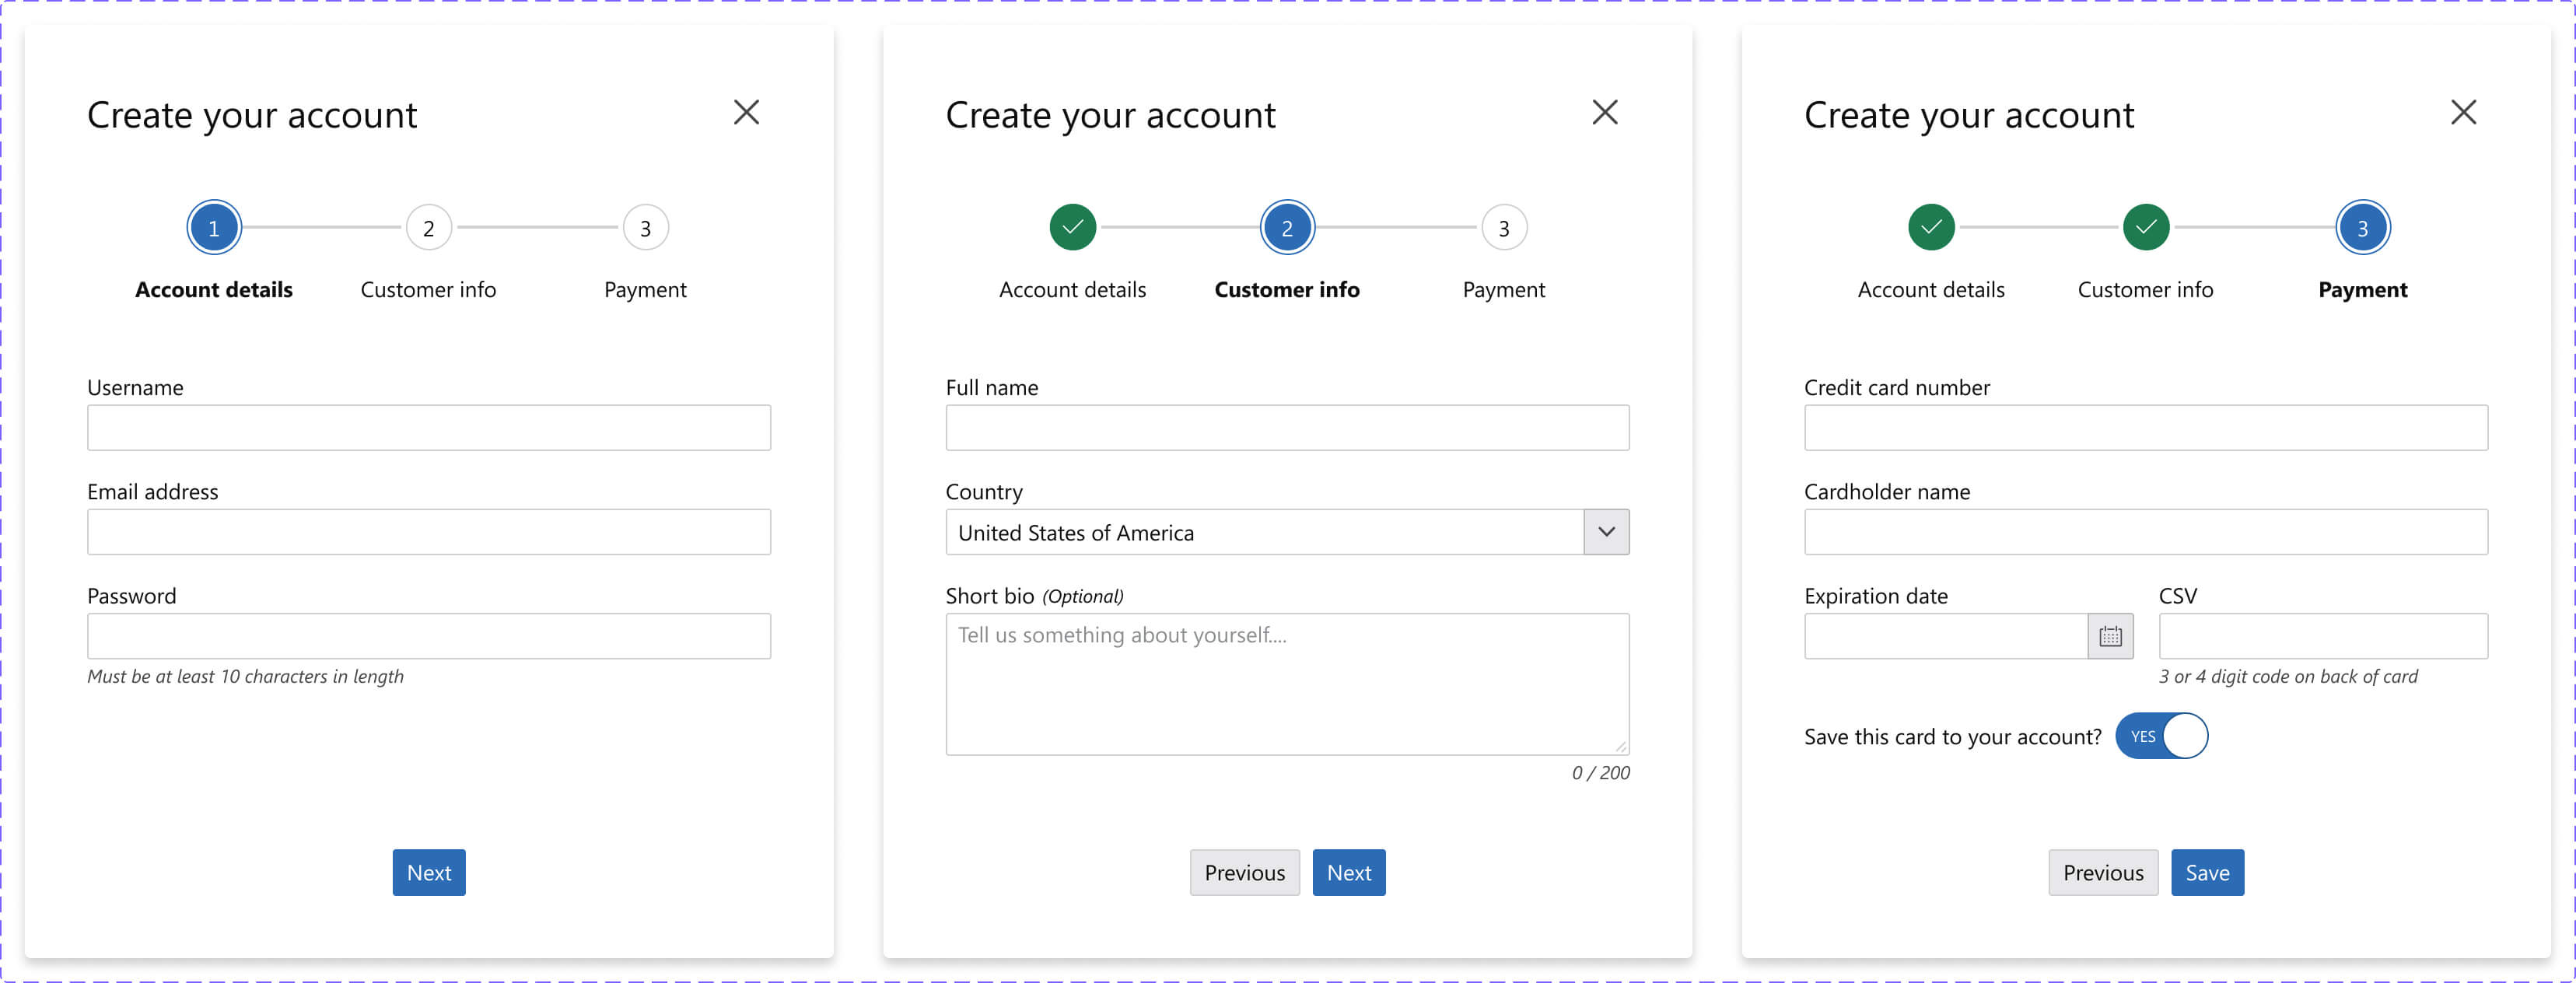 Create your account
1
2
3
Account details
Customer info
Payment
Username
Email address
Password
Must be at least 10 characters in length
Next
Create your account
2
3
Account details
Customer info
Payment
Full name
Country
United States of America
Short bio (Optional)
Tell us something about yourself....
0 / 200
Previous
Next
Create your account
3
Account details
Customer info
Payment
Credit card number
Cardholder name
Expiration date
CSV
3 or 4 digit code on back of card
Save this card to your account? YES
Previous
Save